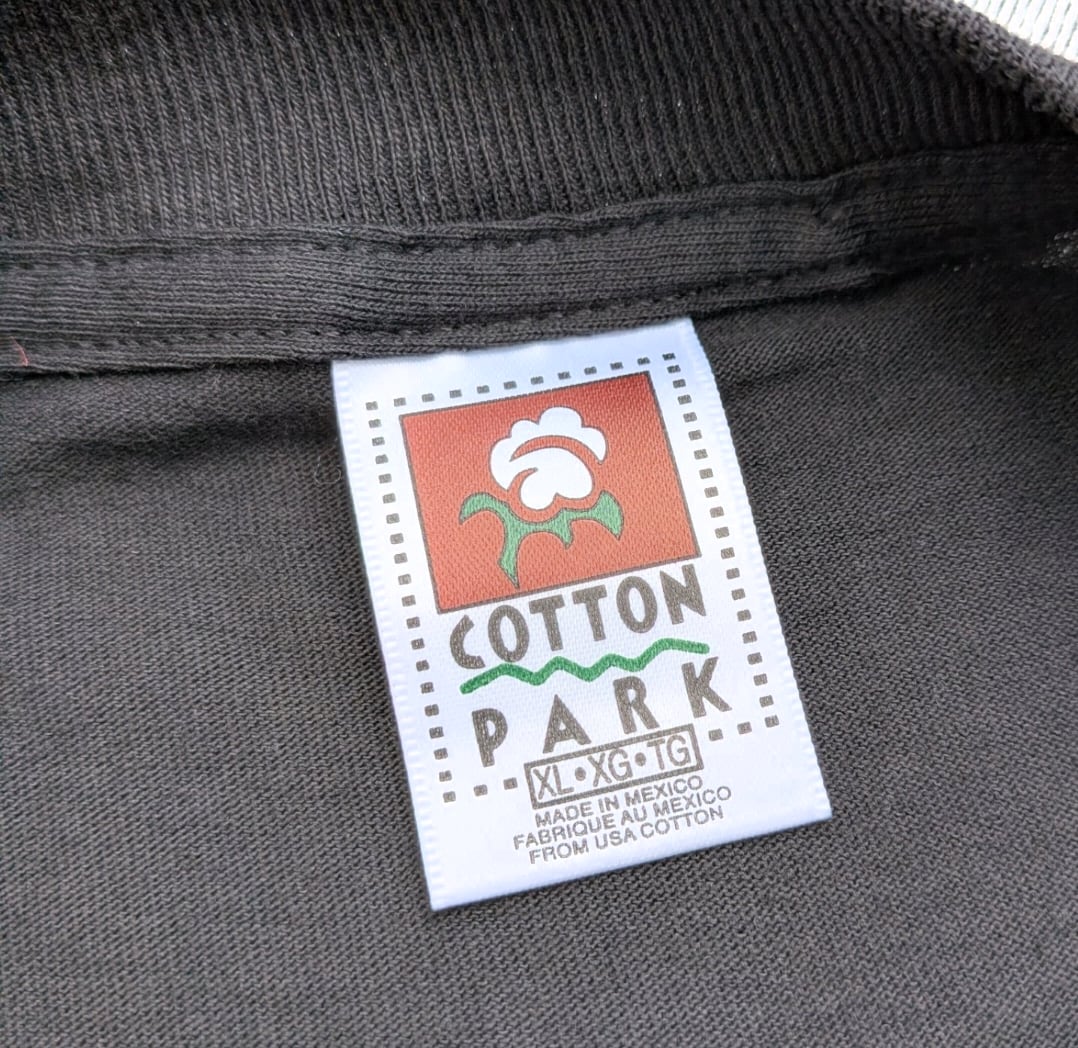 COTTON
PARK
XL•XG•TG
MADE IN MEXICO
FABRIQUE AU MEXICO
FROM USA COTTON